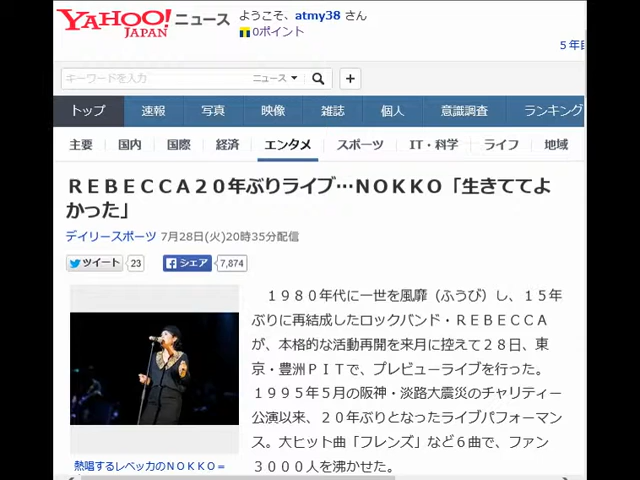 YAHOO! JAPAN ニュース
ようこそ、atmy38 さん
0ポイント
５年目
キーワードを入力 ニュース
トップ 速報 写真 映像 雑誌 個人 意識調査 ランキング
主要 国内 国際 経済 エンタメ スポーツ IT・科学 ライフ 地域
ＲＥＢＥＣＣＡ２０年ぶりライブ…ＮＯＫＫＯ「生きててよ
かった」
デイリースポーツ 7月28日(火)20時35分配信
ツイート 23 シェア 7,874
１９８０年代に一世を風靡（ふうび）し、１５年
ぶりに再結成したロックバンド・ＲＥＢＥＣＣＡ
が、本格的な活動再開を来月に控えて２８日、東
京・豊洲ＰＩＴで、プレビューライブを行った。
１９９５年５月の阪神・淡路大震災のチャリティー
公演以来、２０年ぶりとなったライブパフォーマン
ス。大ヒット曲「フレンズ」など６曲で、ファン
３０００人を沸かせた。
熱唱するレベッカのＮＯＫＫＯ＝